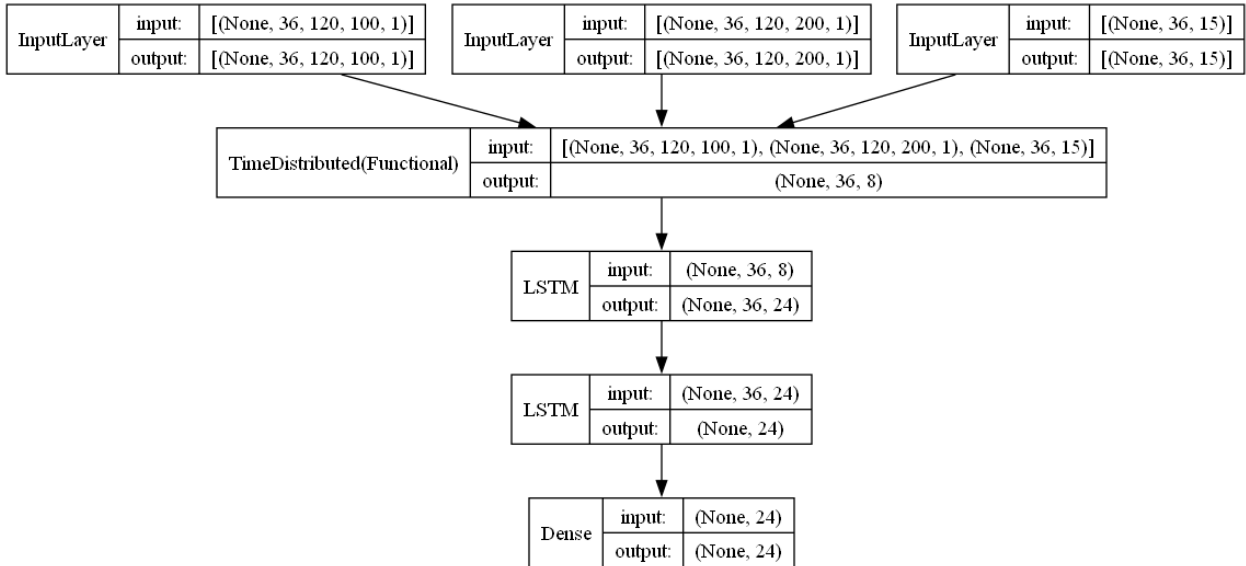 InputLayer input: [(None, 36, 120, 100, 1)]
output: [(None, 36, 120, 100, 1)]
InputLayer input: [(None, 36, 120, 200, 1)]
output: [(None, 36, 120, 200, 1)]
InputLayer input: [(None, 36, 15)]
output: [(None, 36, 15)]
TimeDistributed(Functional) input: [(None, 36, 120, 100, 1), (None, 36, 120, 200, 1), (None, 36, 15)]
output: (None, 36, 8)
LSTM input: (None, 36, 8)
output: (None, 36, 24)
LSTM input: (None, 36, 24)
output: (None, 24)
Dense input: (None, 24)
output: (None, 24)